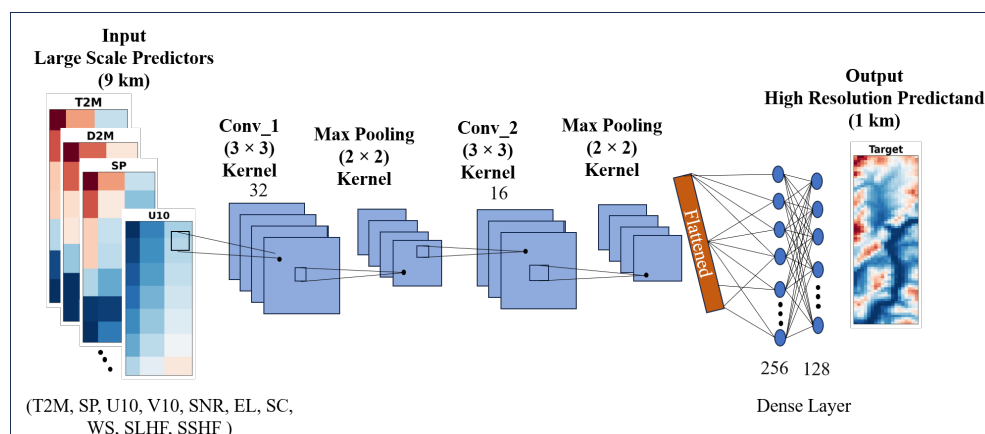 Input
Large Scale Predictors
(9 km)
T2M
D2M
SP
U10
(T2M, SP, U10, V10, SNR, EL, SC,
WS, SLHF, SSHF )
Conv_1
(3 × 3)
Kernel
32
Max Pooling
(2 × 2)
Kernel
Conv_2
(3 × 3)
Kernel
16
Max Pooling
(2 × 2)
Kernel
Flattened
256
128
Dense Layer
Output
High Resolution Predictand
(1 km)
Target